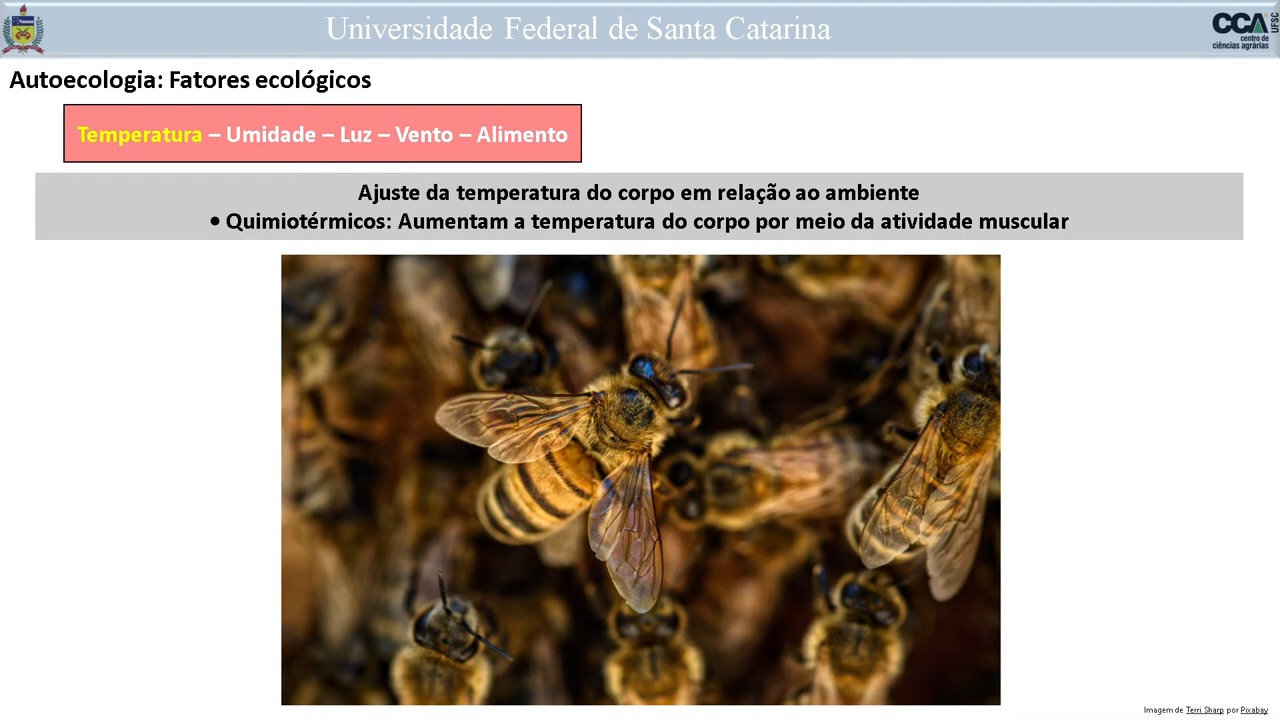 Universidade Federal de Santa Catarina
CCA
UFSC
centro de
ciências agrárias
Autoecologia: Fatores ecológicos
Temperatura – Umidade – Luz – Vento – Alimento
Ajuste da temperatura do corpo em relação ao ambiente
• Quimiotérmicos: Aumentam a temperatura do corpo por meio da atividade muscular
Imagem de Terri Sharp por Pixabay